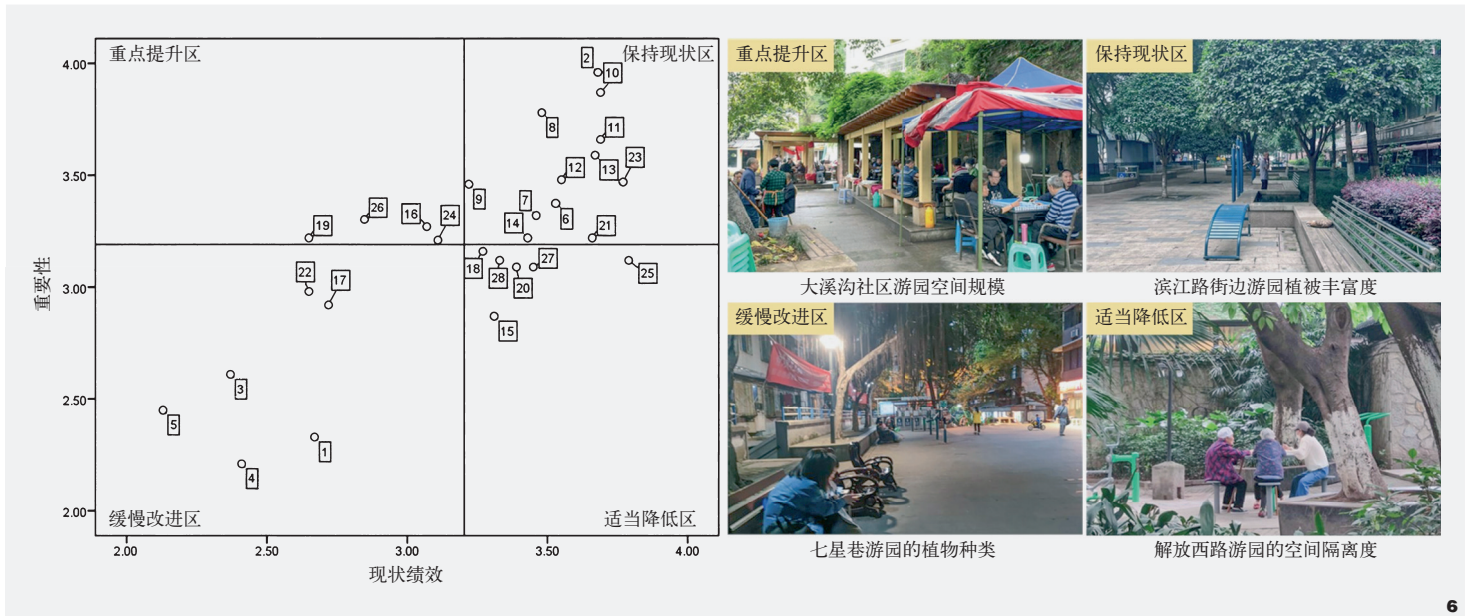 重点提升区
保持现状区
缓慢改进区
适当降低区
重要性
4.00
3.50
3.00
2.50
2.00
2.00
2.50
3.00
3.50
4.00
现状绩效
2
10
8
11
23
12
13
9
7
14
6
21
26
16
24
19
22
17
18
28
20
27
25
15
3
5
1
4
重点提升区
大溪沟社区游园空间规模
保持现状区
滨江路街边游园植被丰富度
缓慢改进区
七星巷游园的植物种类
适当降低区
解放西路游园的空间隔离度
6